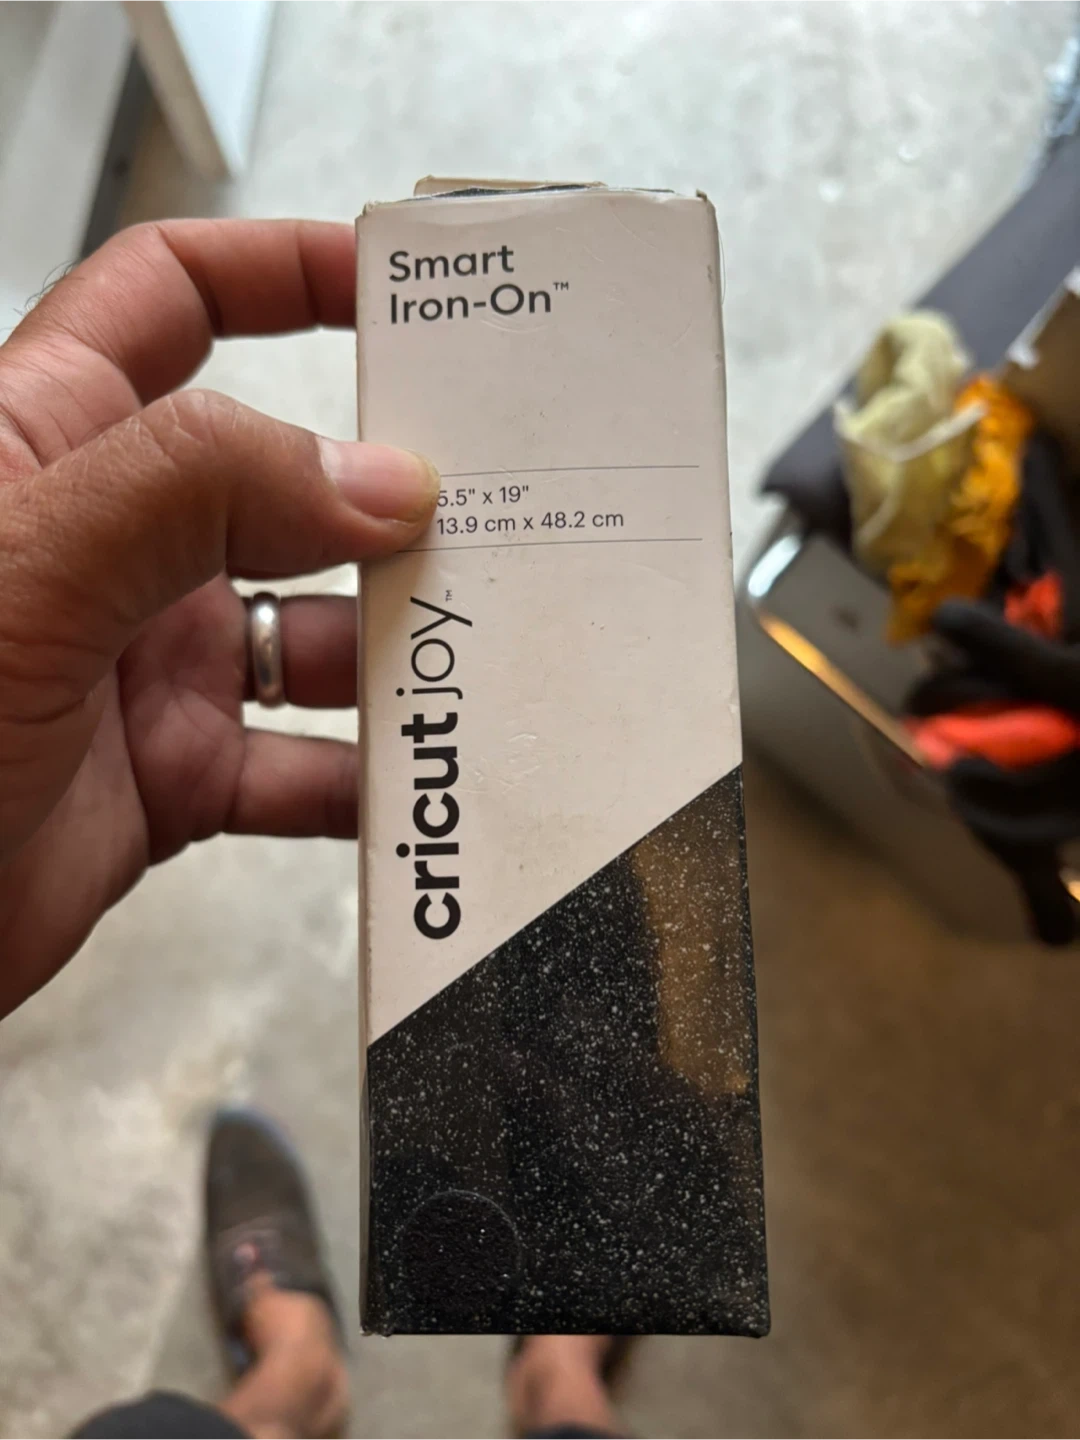 Smart
Iron-On™
5.5" x 19"
13.9 cm x 48.2 cm
cricut joy™